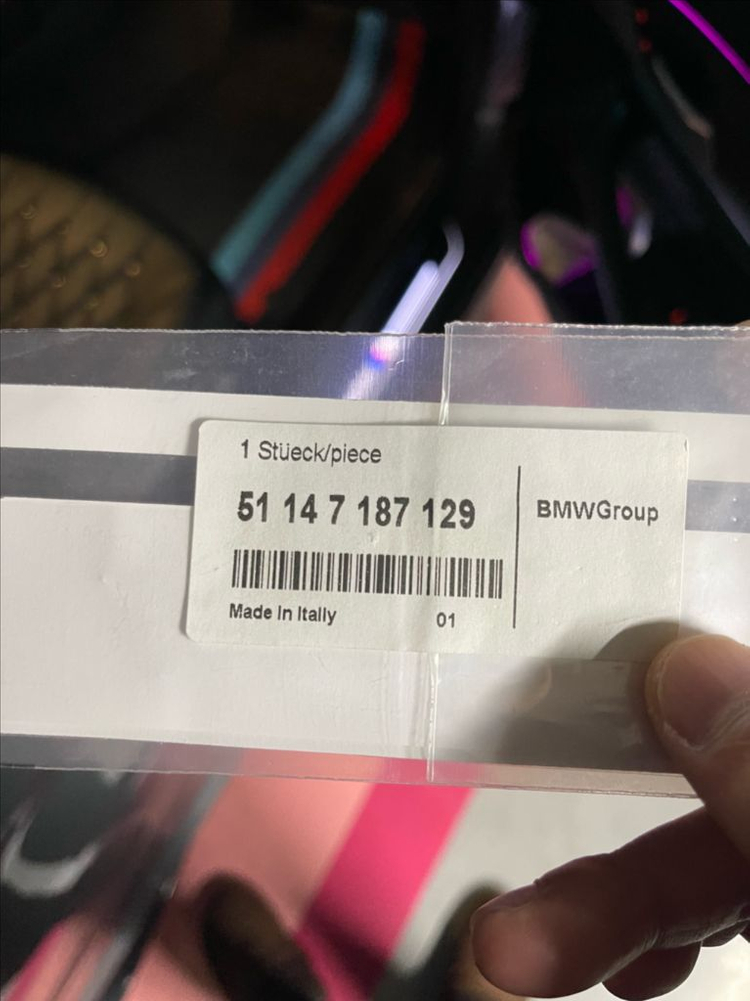 1 Stüeck/piece
51 14 7 187 129
BMWGroup
Made In Itally
01